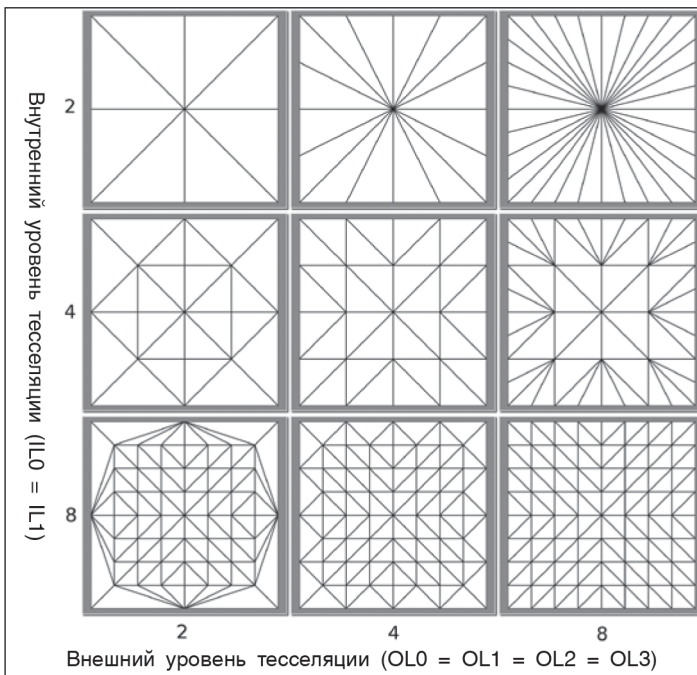 Внутренний уровень тесселяции (IL0 = IL1)
2
4
8
2 4 8
Внешний уровень тесселяции (OL0 = OL1 = OL2 = OL3)